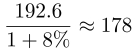 192.6 / (1 + 8%) ≈ 178